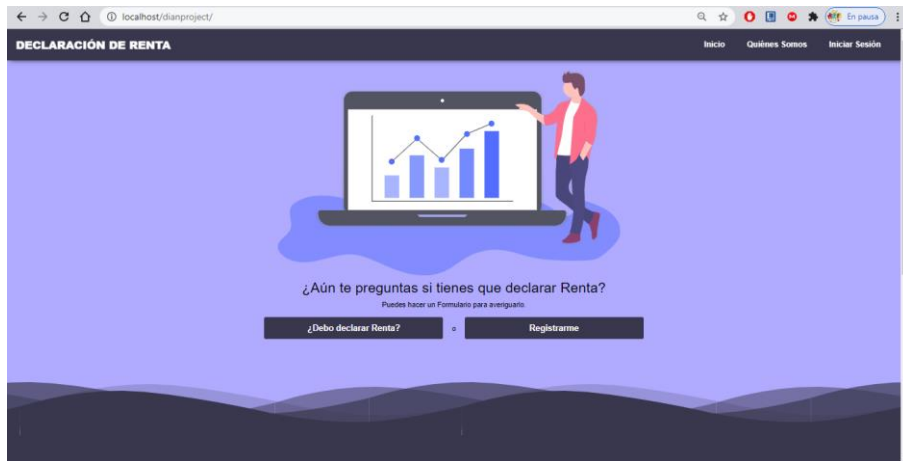 localhost/dianproject/
En pausa
DECLARACIÓN DE RENTA
Inicio
Quiénes Somos
Iniciar Sesión
¿Aún te preguntas si tienes que declarar Renta?
Puedes hacer un Formulario para averiguarlo.
¿Debo declarar Renta?
o
Registrarme